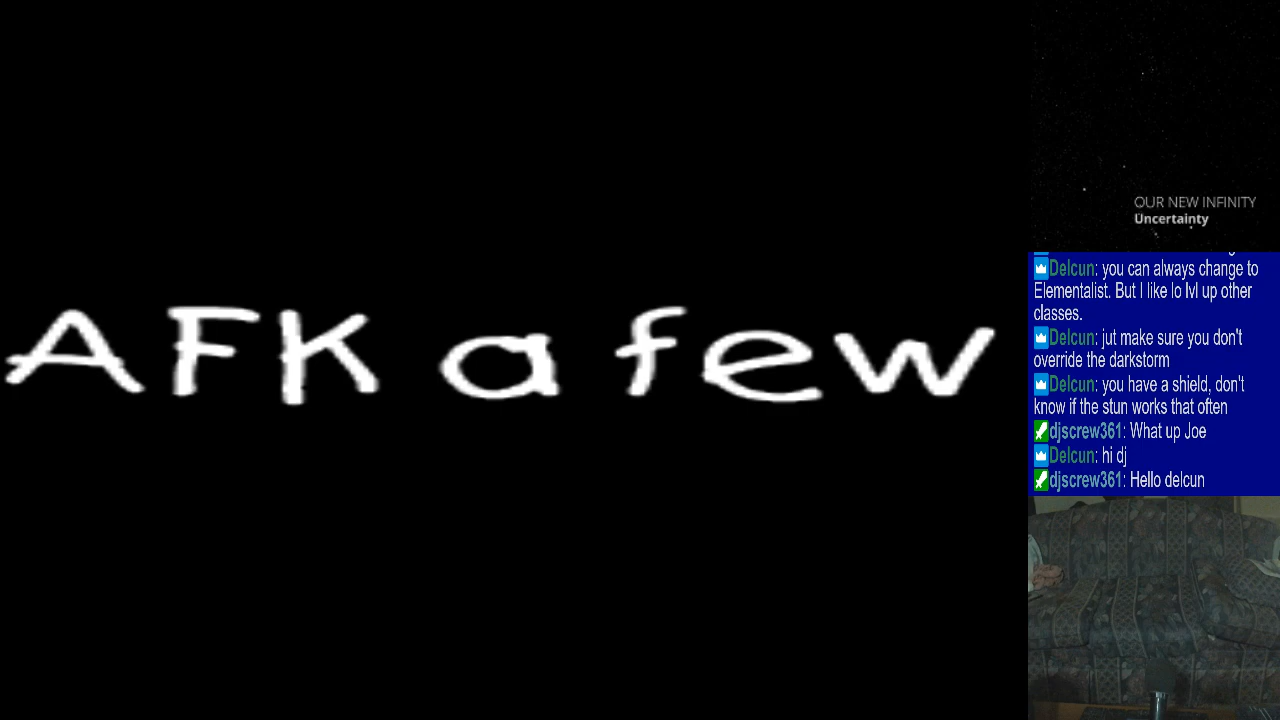 AFK a few
OUR NEW INFINITY
Uncertainty
Delcun: you can always change to
Elementalist. But I like lo lvl up other
classes.
Delcun: jut make sure you don't
override the darkstorm
Delcun: you have a shield, don't
know if the stun works that often
djscrew361: What up Joe
Delcun: hi dj
djscrew361: Hello delcun